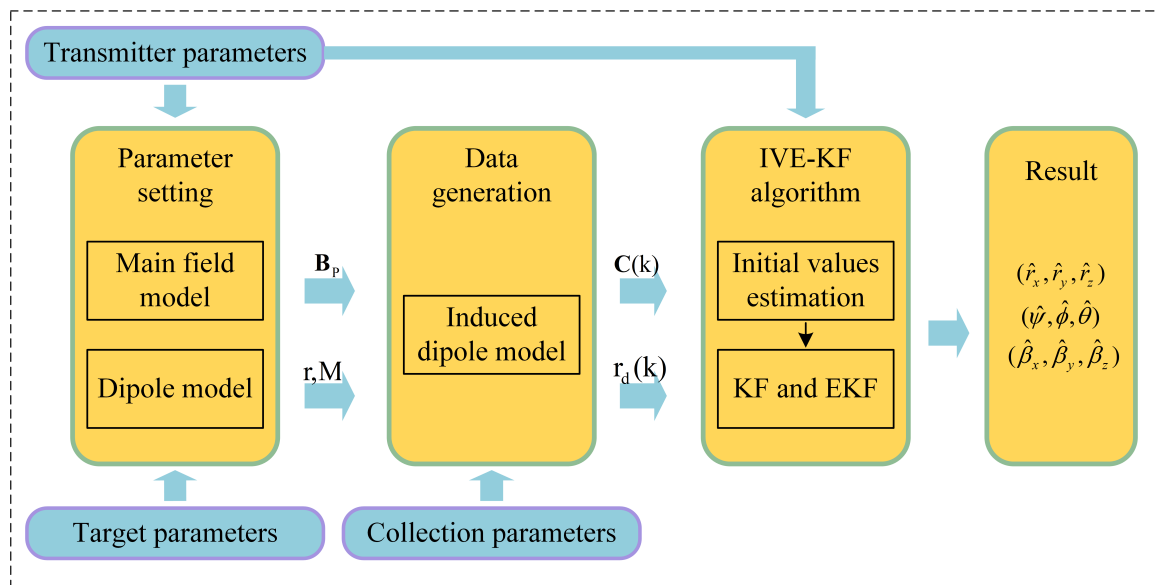 Transmitter parameters
Parameter
setting
Main field
model
Dipole model
B_P
r,M
Data
generation
Induced
dipole model
C(k)
r_d(k)
IVE-KF
algorithm
Initial values
estimation
KF and EKF
Result
(r̂_x, r̂_y, r̂_z)
(ψ̂, ϕ̂, θ̂)
(β̂_x, β̂_y, β̂_z)
Target parameters
Collection parameters